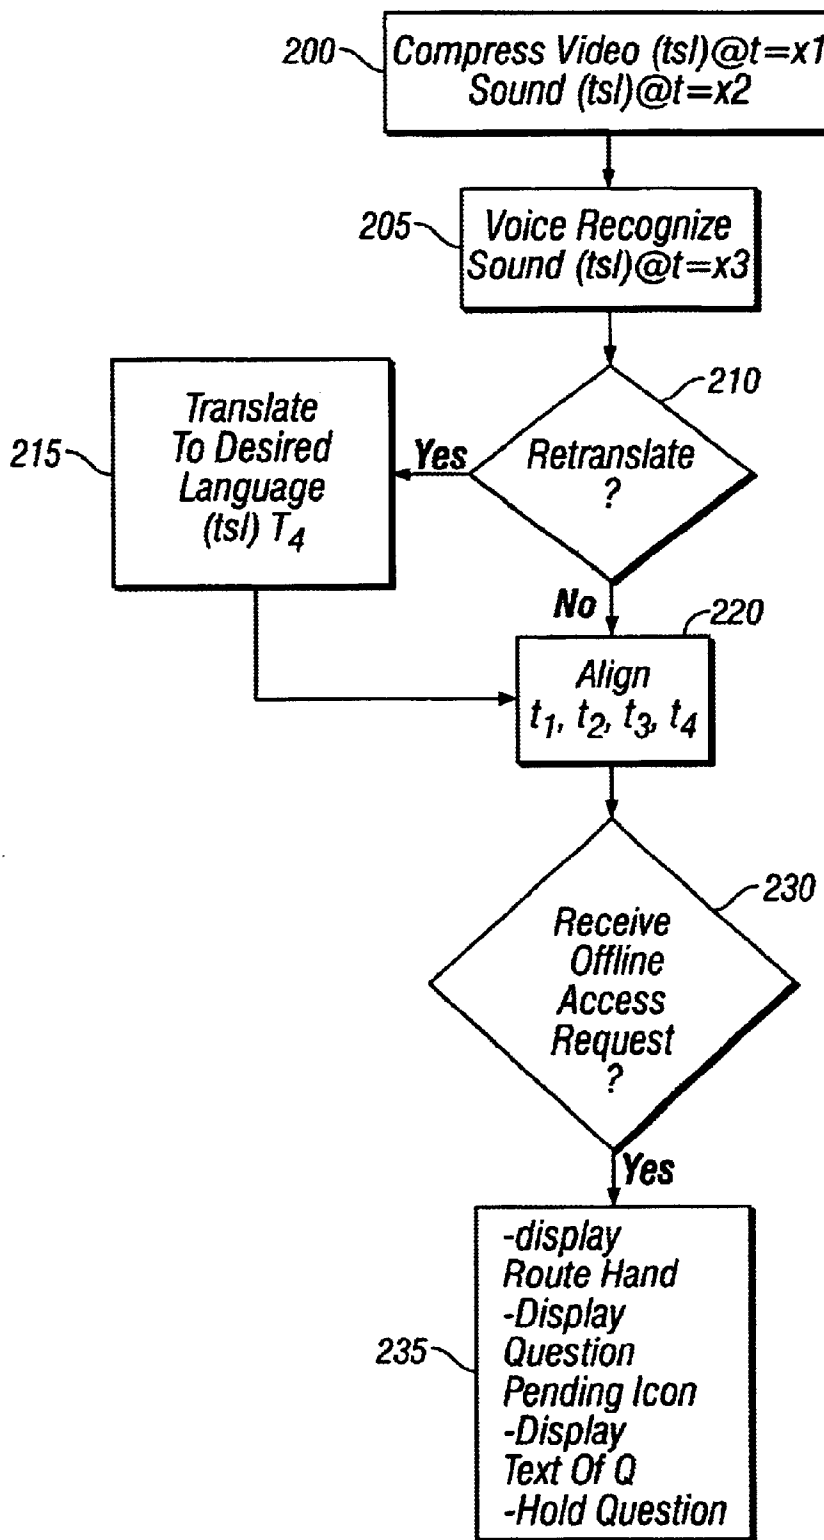 200
Compress Video (tsl)@t=x1
Sound (tsl)@t=x2
205
Voice Recognize
Sound (tsl)@t=x3
210
Retranslate
?
Yes
215
Translate
To Desired
Language
(tsl) T4
No
220
Align
t1, t2, t3, t4
230
Receive
Offline
Access
Request
?
Yes
235
-display
Route Hand
-Display
Question
Pending Icon
-Display
Text Of Q
-Hold Question